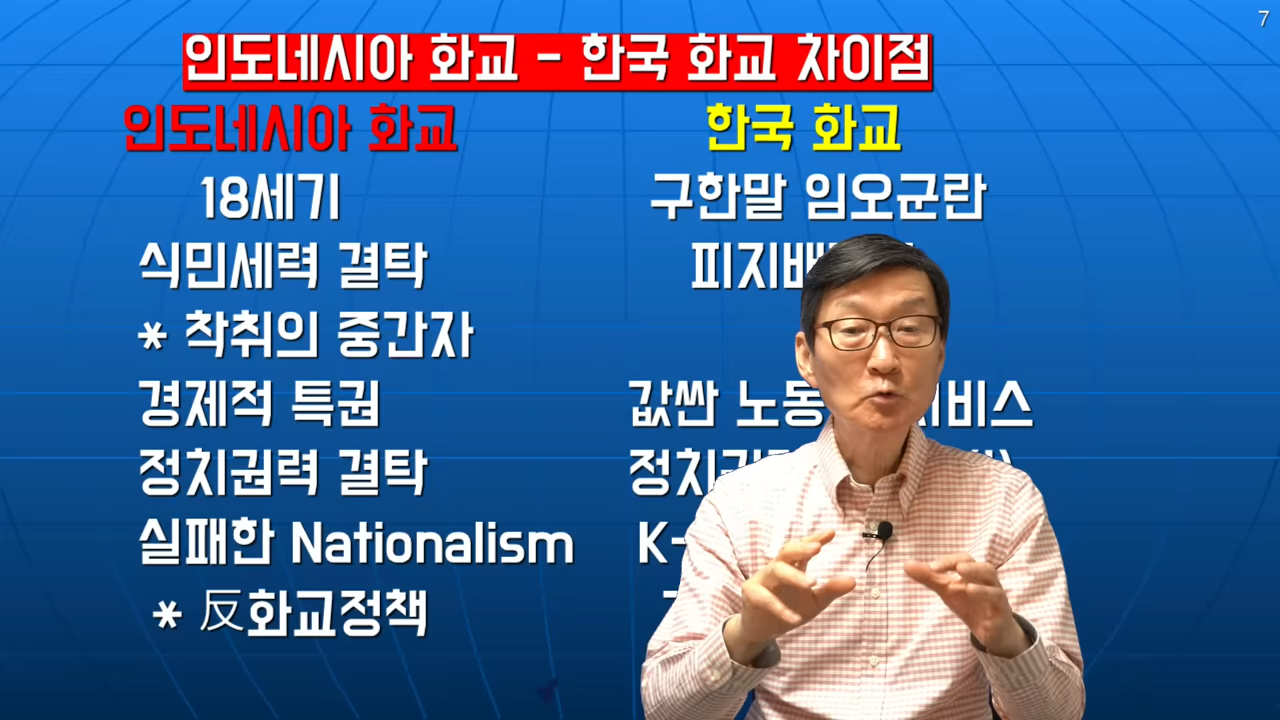 7
인도네시아 화교 - 한국 화교 차이점
인도네시아 화교 한국 화교
18세기 구한말 임오군란
식민세력 결탁
* 착취의 중간자
경제적 특권 값싼
정치권력 결탁
실패한 Nationalism
* 反화교정책